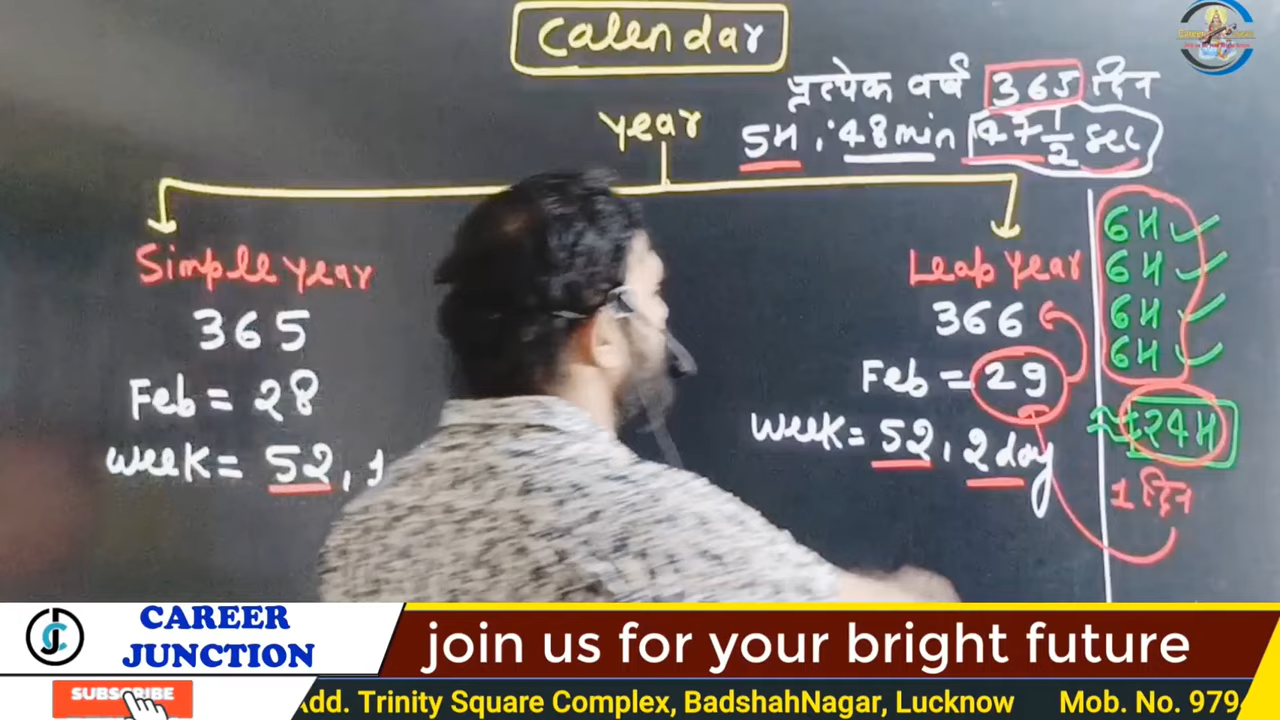 Calendar
प्रत्येक वर्ष 365 दिन
5H, 48min 47 1/2 sec
year
Simple year
365
Feb = 28
week = 52, 1
Leap year
366
Feb = 29
week = 52, 2 day
6H ✓
6H ✓
6H ✓
6H ✓
≈ 24H
1 दिन
CAREER
JUNCTION
join us for your bright future
SUBSCRIBE
Add. Trinity Square Complex, BadshahNagar, Lucknow Mob. No. 979